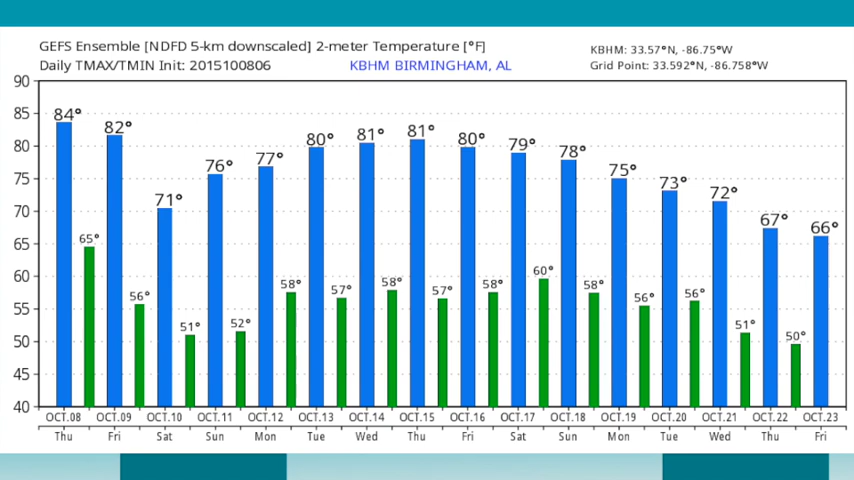 GEFS Ensemble [NDFD 5-km downscaled] 2-meter Temperature [°F]
KBHM: 33.57°N, -86.75°W
Daily TMAX/TMIN Init: 2015100806 KBHM BIRMINGHAM, AL
Grid Point: 33.592°N, -86.758°W
90
85
80
75
70
65
60
55
50
45
40
84° 82° 71° 76° 77° 80° 81° 81° 80° 79° 78° 75° 73° 72° 67° 66°
65° 56° 51° 52° 58° 57° 58° 57° 58° 60° 58° 56° 56° 51° 50°
OCT.08 OCT.09 OCT.10 OCT.11 OCT.12 OCT.13 OCT.14 OCT.15 OCT.16 OCT.17 OCT.18 OCT.19 OCT.20 OCT.21 OCT.22 OCT.23
Thu Fri Sat Sun Mon Tue Wed Thu Fri Sat Sun Mon Tue Wed Thu Fri